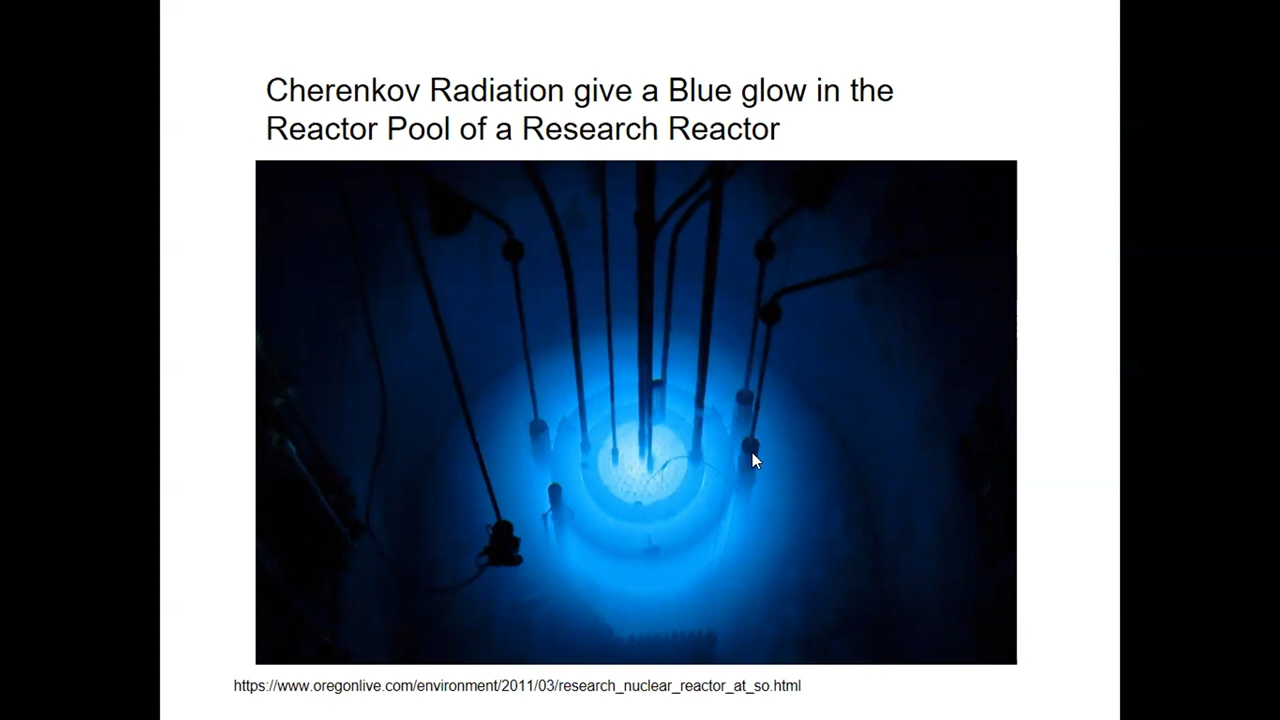 Cherenkov Radiation give a Blue glow in the
Reactor Pool of a Research Reactor
https://www.oregonlive.com/environment/2011/03/research_nuclear_reactor_at_so.html